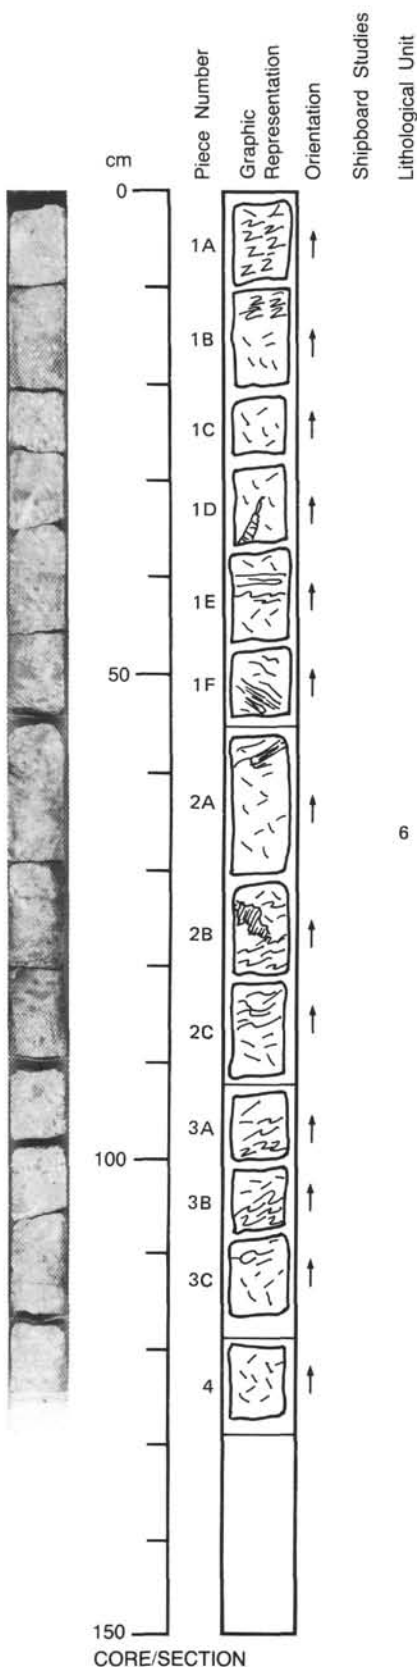 cm
Piece Number
Graphic
Representation
Orientation
Shipboard Studies
Lithological Unit
0
1A
1B
1C
1D
1E
50
1F
2A
6
2B
2C
3A
100
3B
3C
4
150
CORE/SECTION